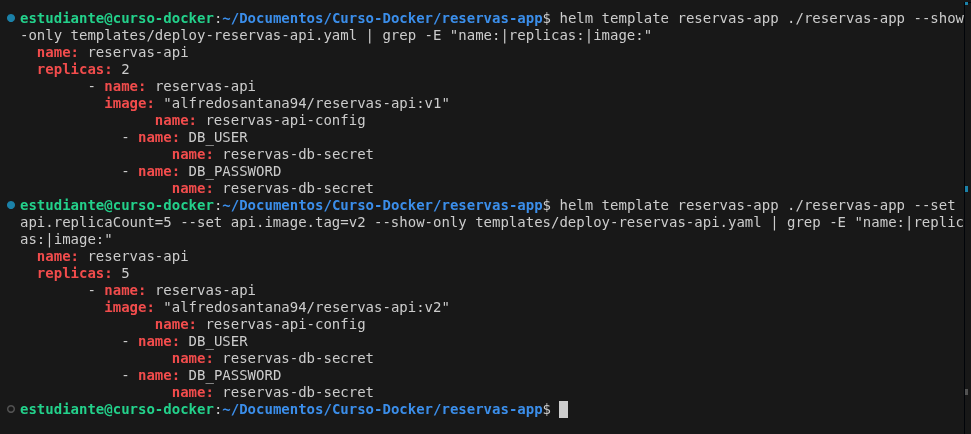 estudiante@curso-docker:~/Documentos/Curso-Docker/reservas-app$ helm template reservas-app ./reservas-app --show
-only templates/deploy-reservas-api.yaml | grep -E "name:|replicas:|image:"
  name: reservas-api
  replicas: 2
        - name: reservas-api
          image: "alfredosantana94/reservas-api:v1"
                name: reservas-api-config
            - name: DB_USER
                  name: reservas-db-secret
            - name: DB_PASSWORD
                  name: reservas-db-secret
estudiante@curso-docker:~/Documentos/Curso-Docker/reservas-app$ helm template reservas-app ./reservas-app --set
api.replicaCount=5 --set api.image.tag=v2 --show-only templates/deploy-reservas-api.yaml | grep -E "name:|replic
as:|image:"
  name: reservas-api
  replicas: 5
        - name: reservas-api
          image: "alfredosantana94/reservas-api:v2"
                name: reservas-api-config
            - name: DB_USER
                  name: reservas-db-secret
            - name: DB_PASSWORD
                  name: reservas-db-secret
estudiante@curso-docker:~/Documentos/Curso-Docker/reservas-app$